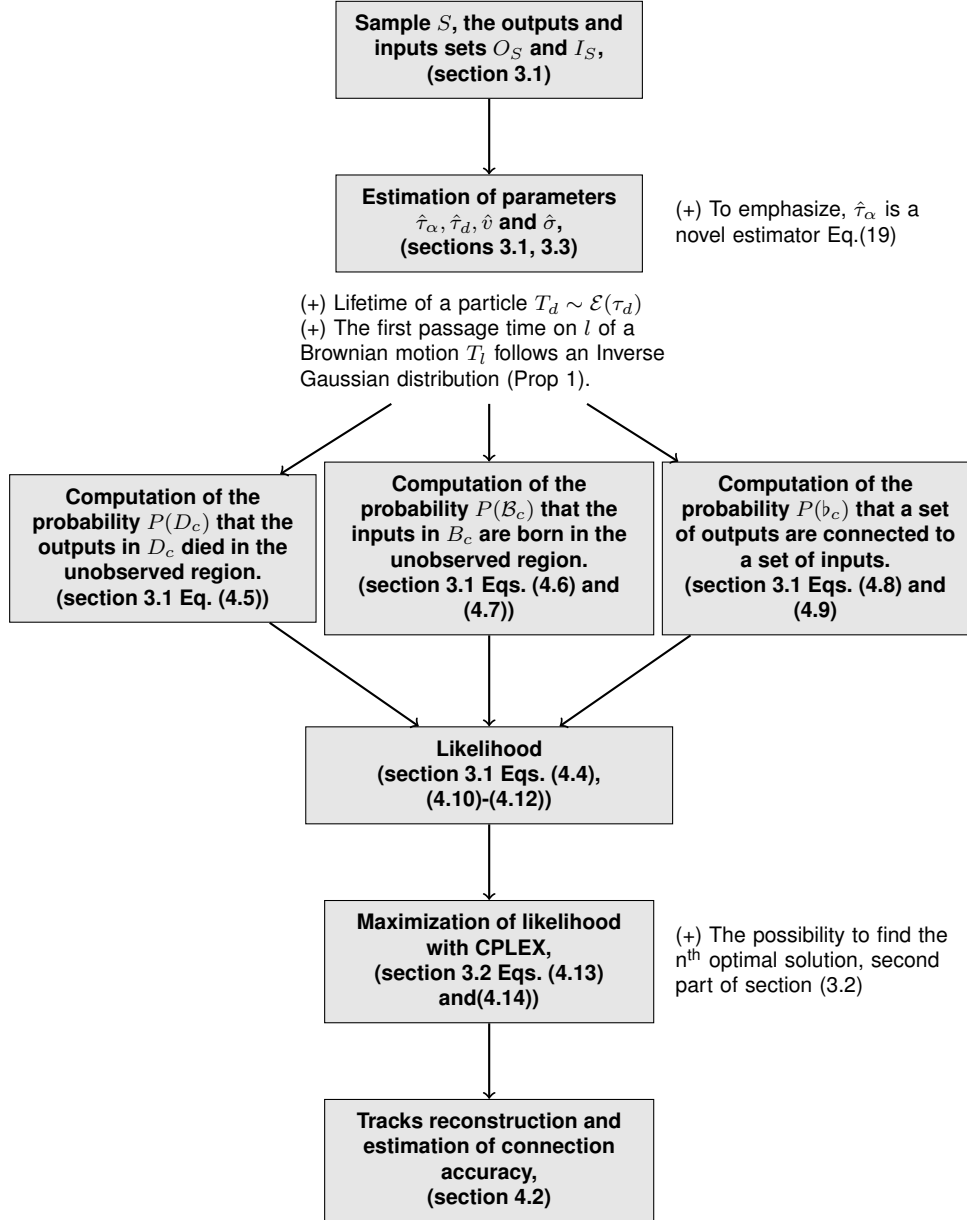 Sample S, the outputs and
inputs sets O_S and I_S,
(section 3.1)
Estimation of parameters
τ̂_α, τ̂_d, v̂ and σ̂,
(sections 3.1, 3.3)
(+) To emphasize, τ̂_α is a
novel estimator Eq.(19)
(+) Lifetime of a particle T_d ∼ ℰ(τ_d)
(+) The first passage time on l of a
Brownian motion T_l follows an Inverse
Gaussian distribution (Prop 1).
Computation of the
probability P(D_c) that the
outputs in D_c died in the
unobserved region.
(section 3.1 Eq. (4.5))
Computation of the
probability P(ℬ_c) that the
inputs in B_c are born in the
unobserved region.
(section 3.1 Eqs. (4.6) and
(4.7))
Computation of the
probability P(♭_c) that a set
of outputs are connected to
a set of inputs.
(section 3.1 Eqs. (4.8) and
(4.9)
Likelihood
(section 3.1 Eqs. (4.4),
(4.10)-(4.12))
Maximization of likelihood
with CPLEX,
(section 3.2 Eqs. (4.13)
and(4.14))
(+) The possibility to find the
n^th optimal solution, second
part of section (3.2)
Tracks reconstruction and
estimation of connection
accuracy,
(section 4.2)